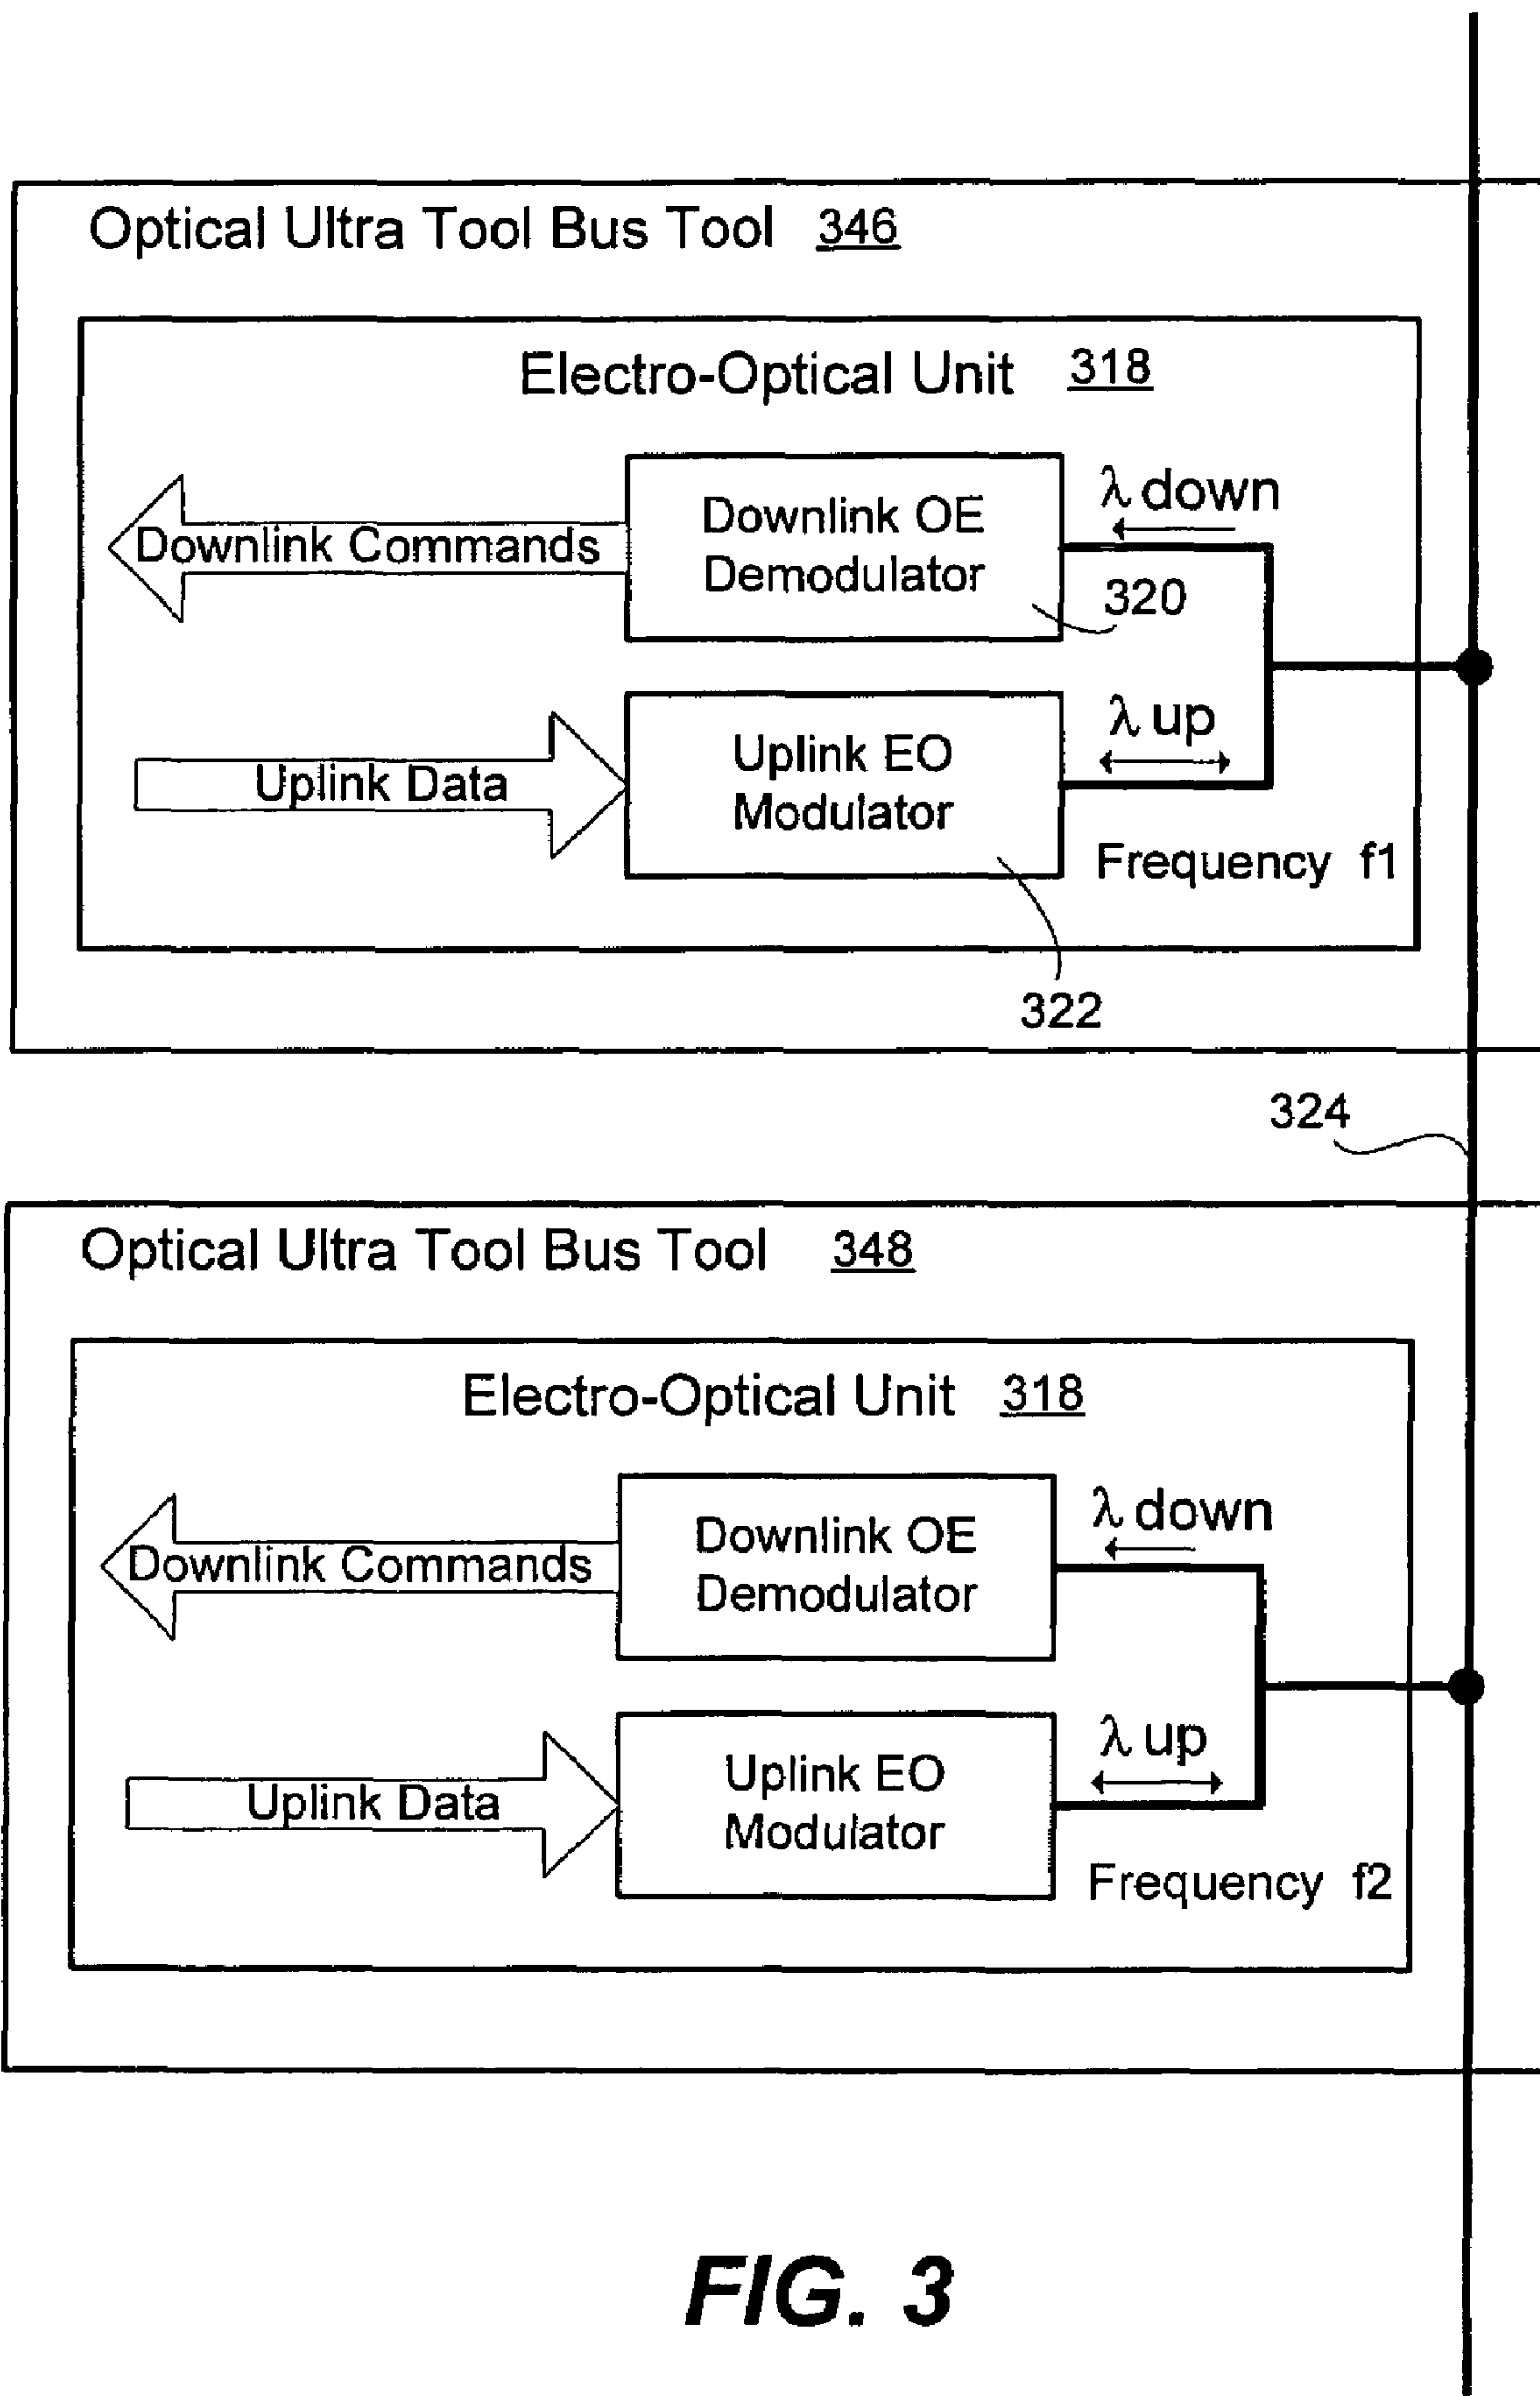 Optical Ultra Tool Bus Tool 346
Electro-Optical Unit 318
Downlink Commands
Downlink OE
Demodulator
λ down
320
Uplink Data
Uplink EO
Modulator
λ up
Frequency f1
322
324
Optical Ultra Tool Bus Tool 348
Electro-Optical Unit 318
Downlink Commands
Downlink OE
Demodulator
λ down
Uplink Data
Uplink EO
Modulator
λ up
Frequency f2
FIG. 3